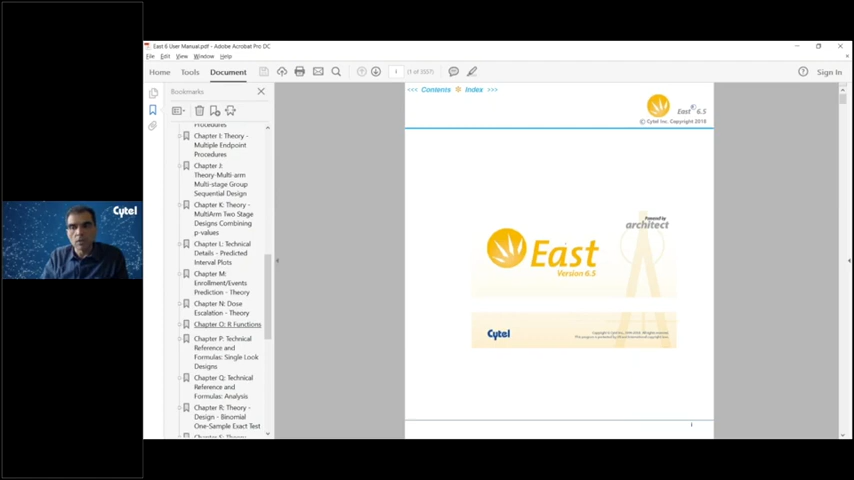 East 6 User Manual.pdf - Adobe Acrobat Pro DC
File Edit View Window Help
Home Tools Document
1 (1 of 3557)
Sign In
Bookmarks
<<< Contents Index >>>
East 6.5
© Cytel Inc. Copyright 2018
Procedures
Chapter I: Theory -
Multiple Endpoint
Procedures
Chapter J:
Theory-Multi-arm
Multi-stage Group
Sequential Design
Chapter K: Theory -
MultiArm Two Stage
Designs Combining
p-values
Chapter L: Technical
Details - Predicted
Interval Plots
Chapter M:
Enrollment/Events
Prediction - Theory
Chapter N: Dose
Escalation - Theory
Chapter O: R Functions
Chapter P: Technical
Reference and
Formulas: Single Look
Designs
Chapter Q: Technical
Reference and
Formulas: Analysis
Chapter R: Theory -
Design - Binomial
One-Sample Exact Test
Cytel
Powered by
architect
East
Version 6.5
Cytel
i